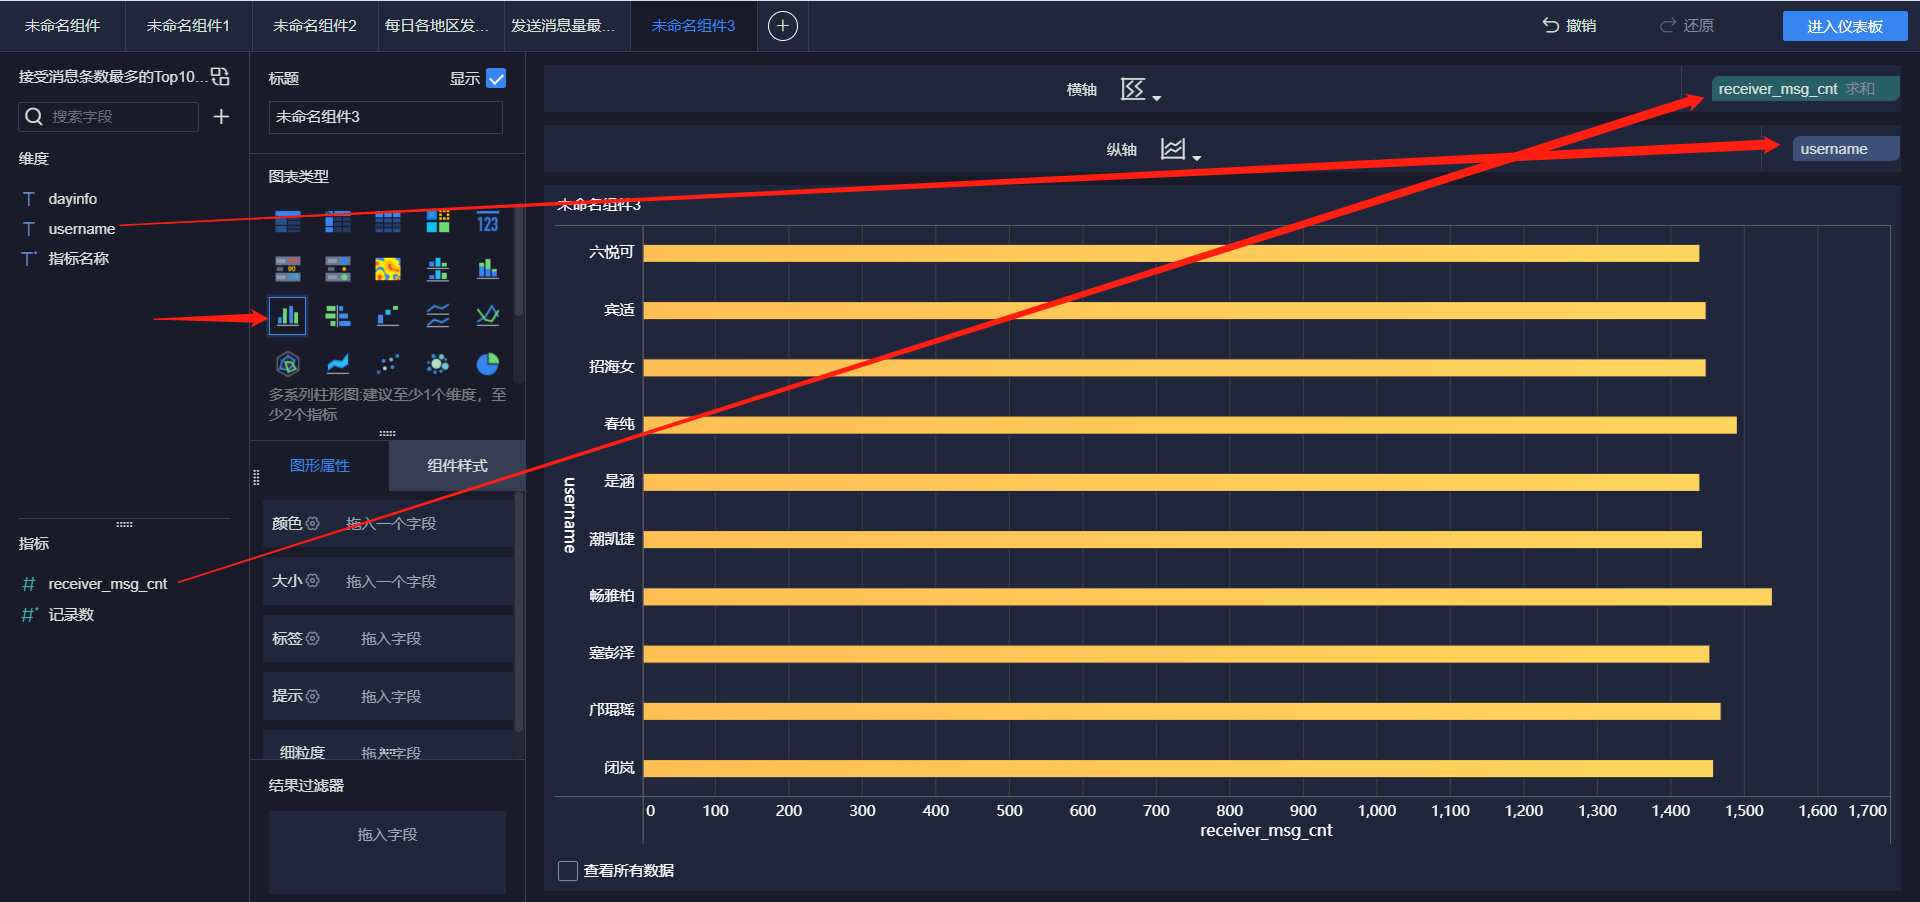 未命名组件
未命名组件1
未命名组件2
每日各地区发...
发送消息量最...
未命名组件3
撤销
还原
进入仪表板
接受消息条数最多的Top10...
搜索字段
维度
T dayinfo
T username
T* 指标名称
指标
# receiver_msg_cnt
#* 记录数
标题
显示
未命名组件3
图表类型
123
90
多系列柱形图:建议至少1个维度，至
少2个指标
图形属性
组件样式
颜色 拖入一个字段
大小 拖入一个字段
标签 拖入字段
提示 拖入字段
细粒度 拖入字段
结果过滤器
拖入字段
横轴
receiver_msg_cnt 求和
纵轴
username
未命名组件3
username
六悦可
宾适
招海女
春纯
是涵
潮凯捷
畅雅柏
蹇彭泽
邝琨瑶
闭岚
0 100 200 300 400 500 600 700 800 900 1,000 1,100 1,200 1,300 1,400 1,500 1,600 1,700
receiver_msg_cnt
查看所有数据